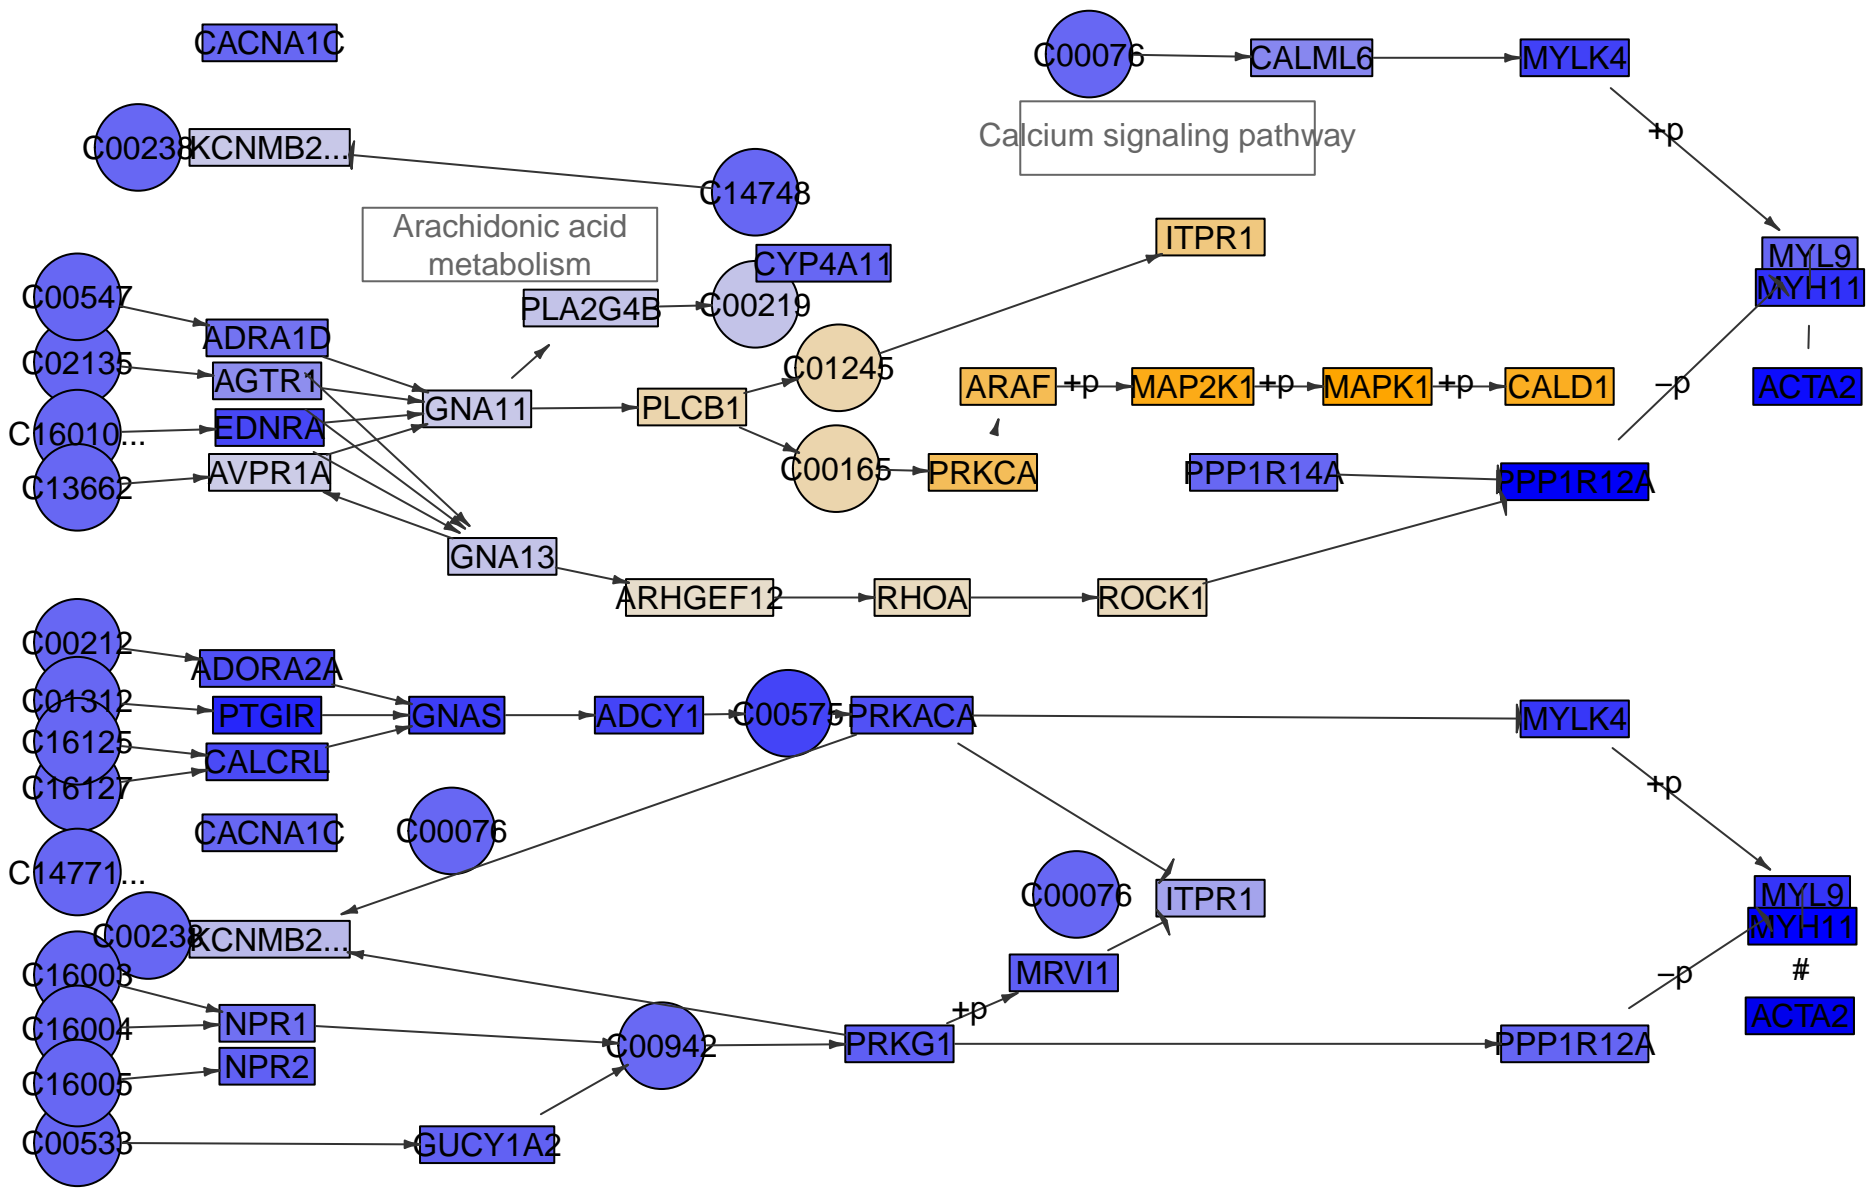 CACNA1C
C00076
CALML6
MYLK4
Calcium signaling pathway
+p
C00238
KCNMB2...
C14748
Arachidonic acid
metabolism
ITPR1
CYP4A11
MYL9
MYH11
C00547
PLA2G4B
C00219
ADRA1D
C02135
AGTR1
C01245
ARAF
+p
MAP2K1
+p
MAPK1
+p
CALD1
–p
ACTA2
GNA11
PLCB1
C16010...
EDNRA
C13662
AVPR1A
C00165
PRKCA
PPP1R14A
PPP1R12A
GNA13
ARHGEF12
RHOA
ROCK1
C00212
ADORA2A
C01312
PTGIR
GNAS
ADCY1
C00575
PRKACA
MYLK4
C16125
CALCRL
C16127
+p
CACNA1C
C00076
C14771...
C00076
ITPR1
MYL9
MYH11
C00238
KCNMB2...
C16003
MRVI1
–p
#
+p
ACTA2
C16004
NPR1
C00942
PRKG1
PPP1R12A
C16005
NPR2
C00533
GUCY1A2